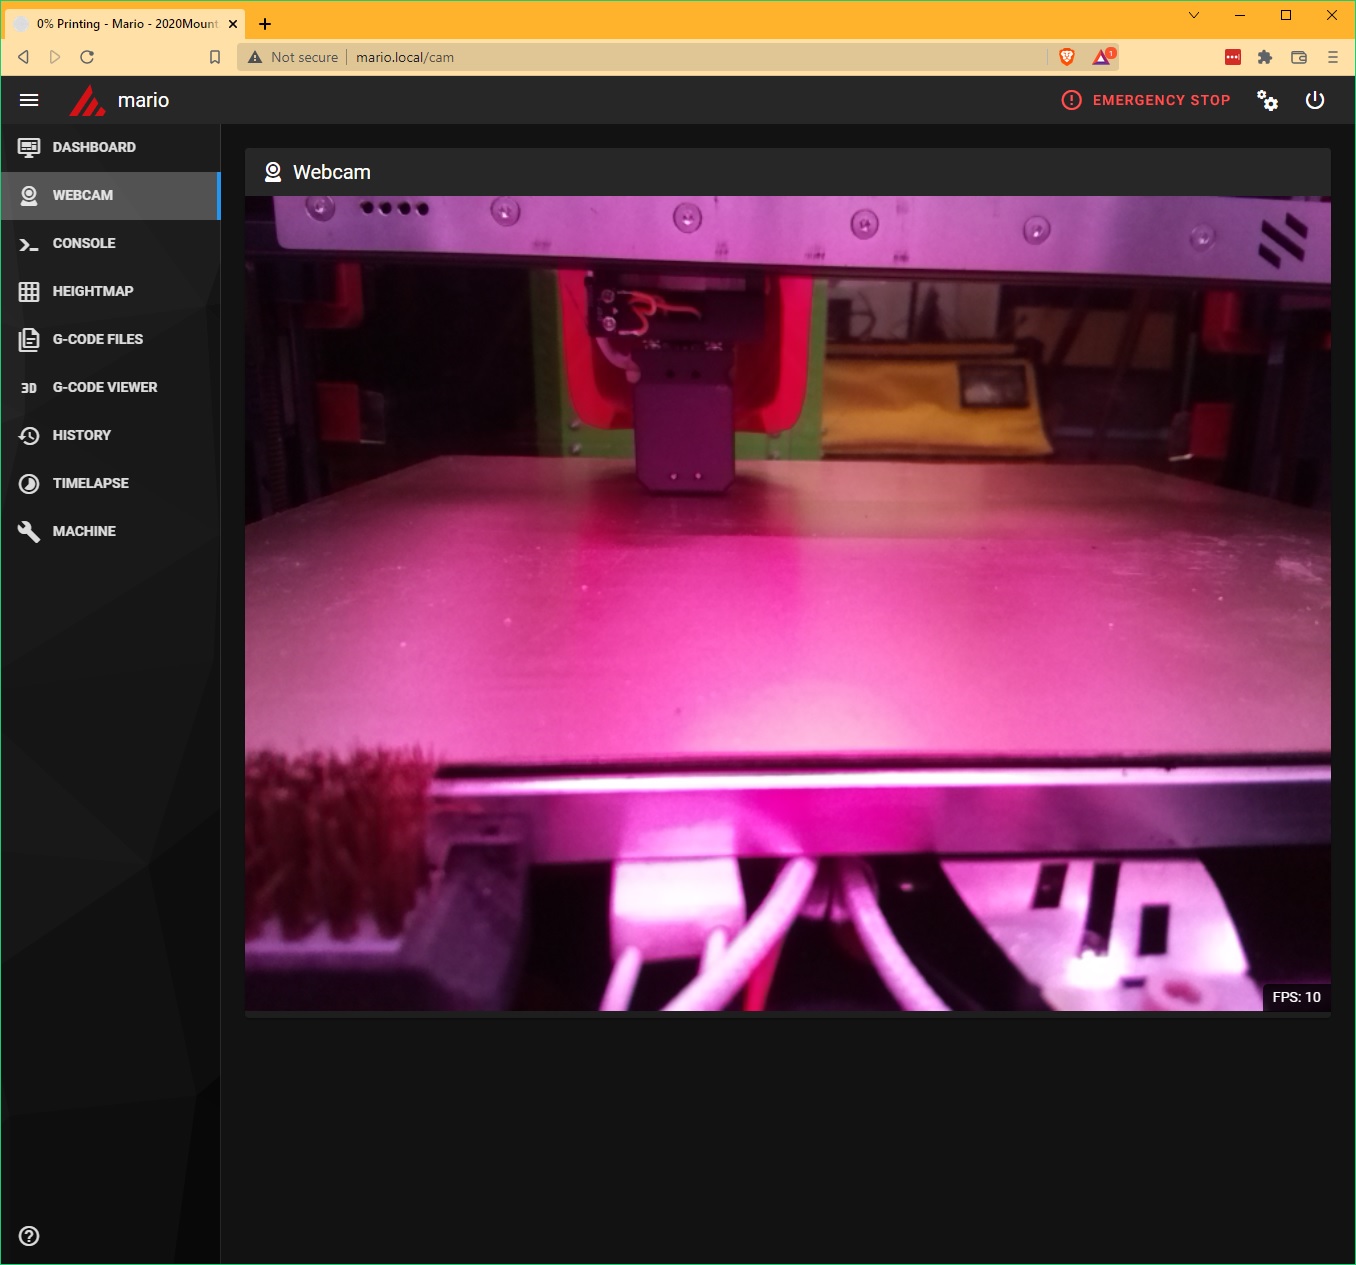 0% Printing - Mario - 2020Mount
Not secure
mario.local/cam
1
mario
EMERGENCY STOP
DASHBOARD
WEBCAM
CONSOLE
HEIGHTMAP
G-CODE FILES
3D
G-CODE VIEWER
HISTORY
TIMELAPSE
MACHINE
Webcam
FPS: 10